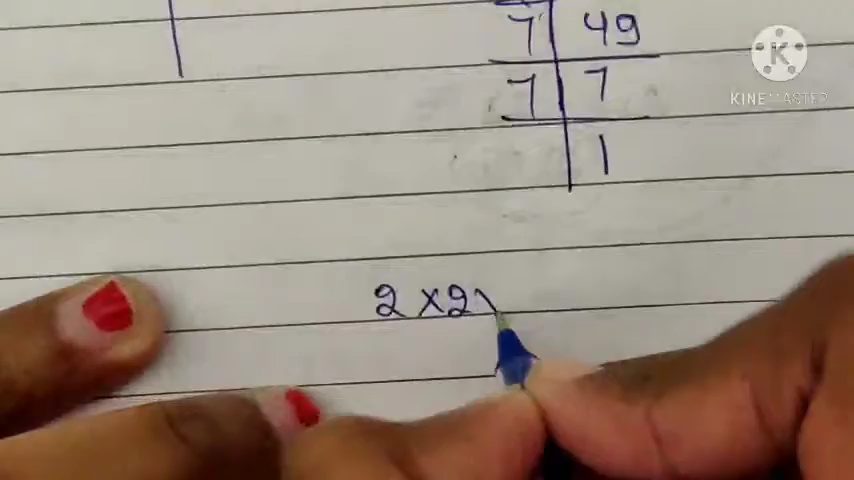 7 49
7 7
1
K
KINEMASTER
2 × 2